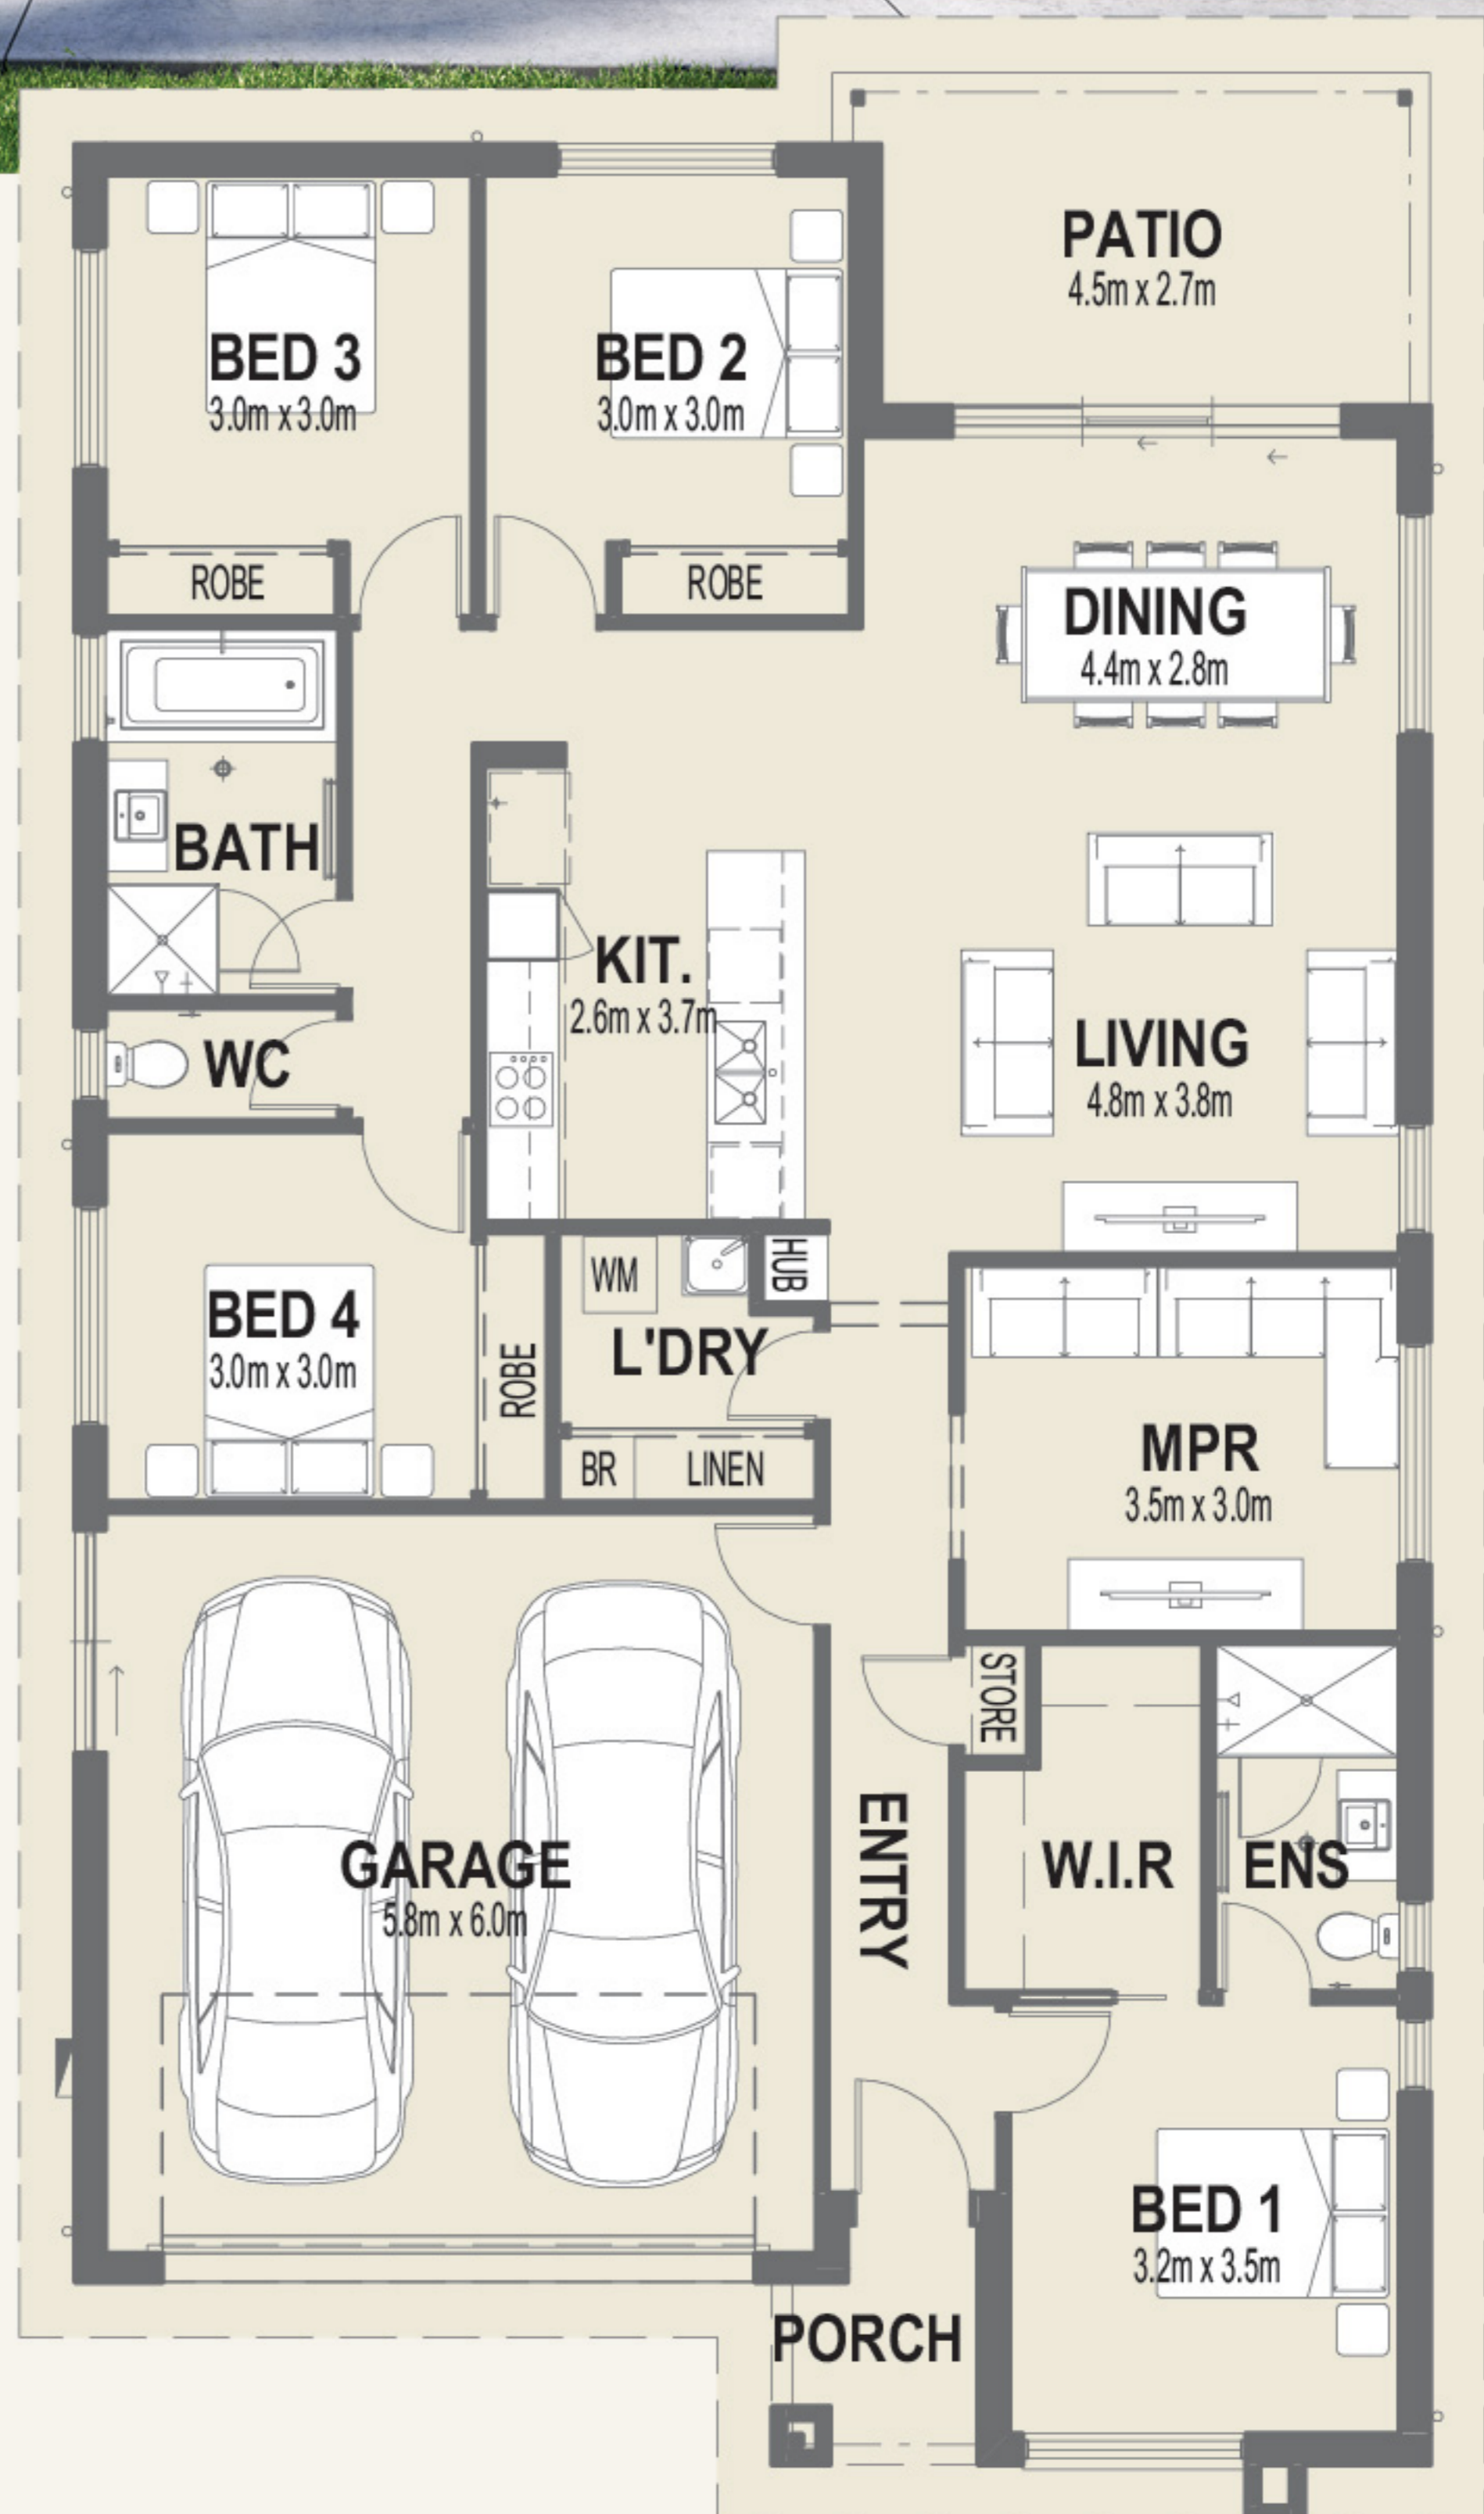 PATIO
4.5m x 2.7m
BED 3
3.0m x 3.0m
BED 2
3.0m x 3.0m
ROBE
ROBE
DINING
4.4m x 2.8m
BATH
KIT.
2.6m x 3.7m
LIVING
4.8m x 3.8m
WC
HUB
WM
BED 4
3.0m x 3.0m
ROBE
L'DRY
BR
LINEN
MPR
3.5m x 3.0m
STORE
GARAGE
5.8m x 6.0m
ENTRY
W.I.R
ENS
BED 1
3.2m x 3.5m
PORCH